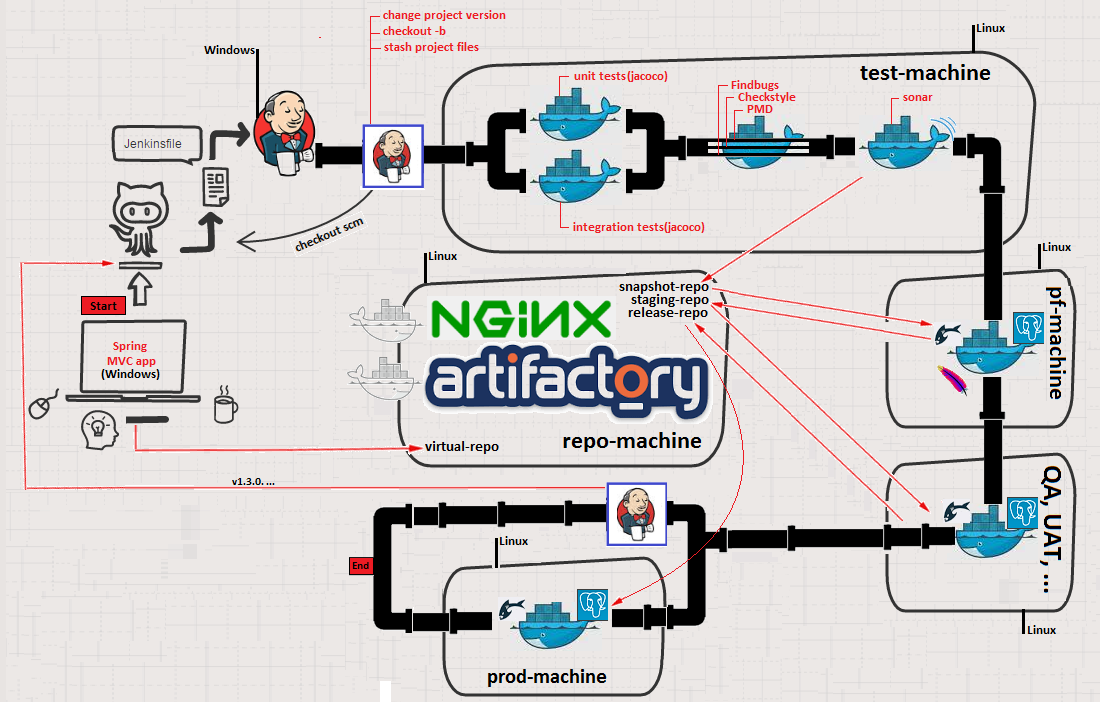 change project version
checkout -b
stash project files
Windows
Linux
test-machine
unit tests(jacoco)
Findbugs
Checkstyle
PMD
sonar
Jenkinsfile
integration tests(jacoco)
checkout scm
Linux
Linux
snapshot-repo
staging-repo
release-repo
NGINX
pf-machine
Start
Spring
MVC app
(Windows)
artifactory
repo-machine
virtual-repo
v1.3.0. ...
QA, UAT, ...
Linux
End
Linux
prod-machine